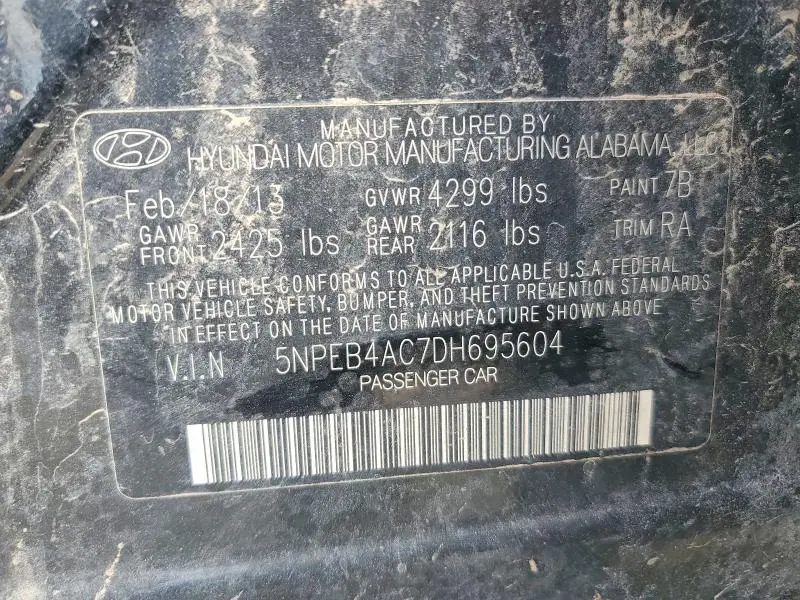 MANUFACTURED BY
HYUNDAI MOTOR MANUFACTURING ALABAMA, LLC
Feb/18/13 GVWR 4299 lbs PAINT 7B
GAWR FRONT 2425 lbs GAWR REAR 2116 lbs TRIM RA
THIS VEHICLE CONFORMS TO ALL APPLICABLE U.S.A. FEDERAL
MOTOR VEHICLE SAFETY, BUMPER, AND THEFT PREVENTION STANDARDS
IN EFFECT ON THE DATE OF MANUFACTURE SHOWN ABOVE
V.I.N 5NPEB4AC7DH695604
PASSENGER CAR